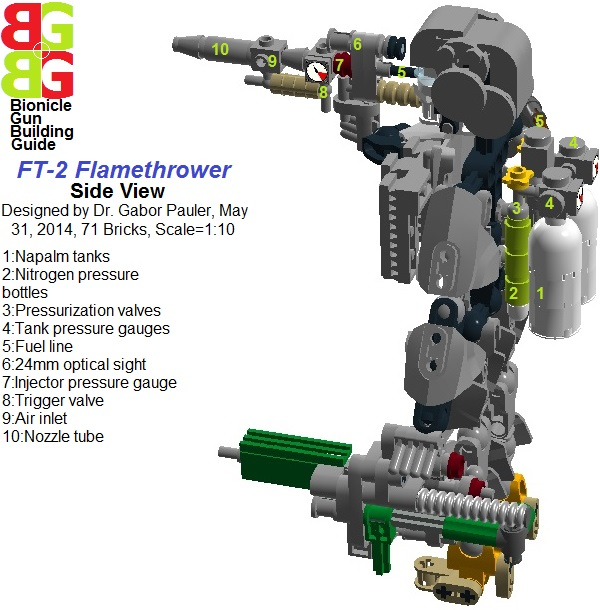 BG
BG
Bionicle
Gun
Building
Guide
FT-2 Flamethrower
Side View
Designed by Dr. Gabor Pauler, May
31, 2014, 71 Bricks, Scale=1:10
1:Napalm tanks
2:Nitrogen pressure
bottles
3:Pressurization valves
4:Tank pressure gauges
5:Fuel line
6:24mm optical sight
7:Injector pressure gauge
8:Trigger valve
9:Air inlet
10:Nozzle tube
10
9
6
7
8
5
5
4
4
3
2
1